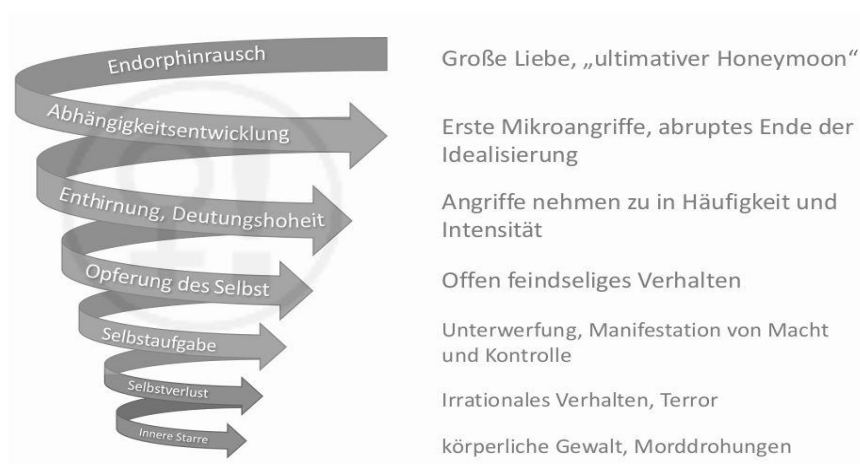 Endorphinrausch
Große Liebe, „ultimativer Honeymoon“
Abhängigkeitsentwicklung
Erste Mikroangriffe, abruptes Ende der
Idealisierung
Enthirnung, Deutungshoheit
Angriffe nehmen zu in Häufigkeit und
Intensität
Opferung des Selbst
Offen feindseliges Verhalten
Selbstaufgabe
Unterwerfung, Manifestation von Macht
und Kontrolle
Selbstverlust
Irrationales Verhalten, Terror
Innere Starre
körperliche Gewalt, Morddrohungen